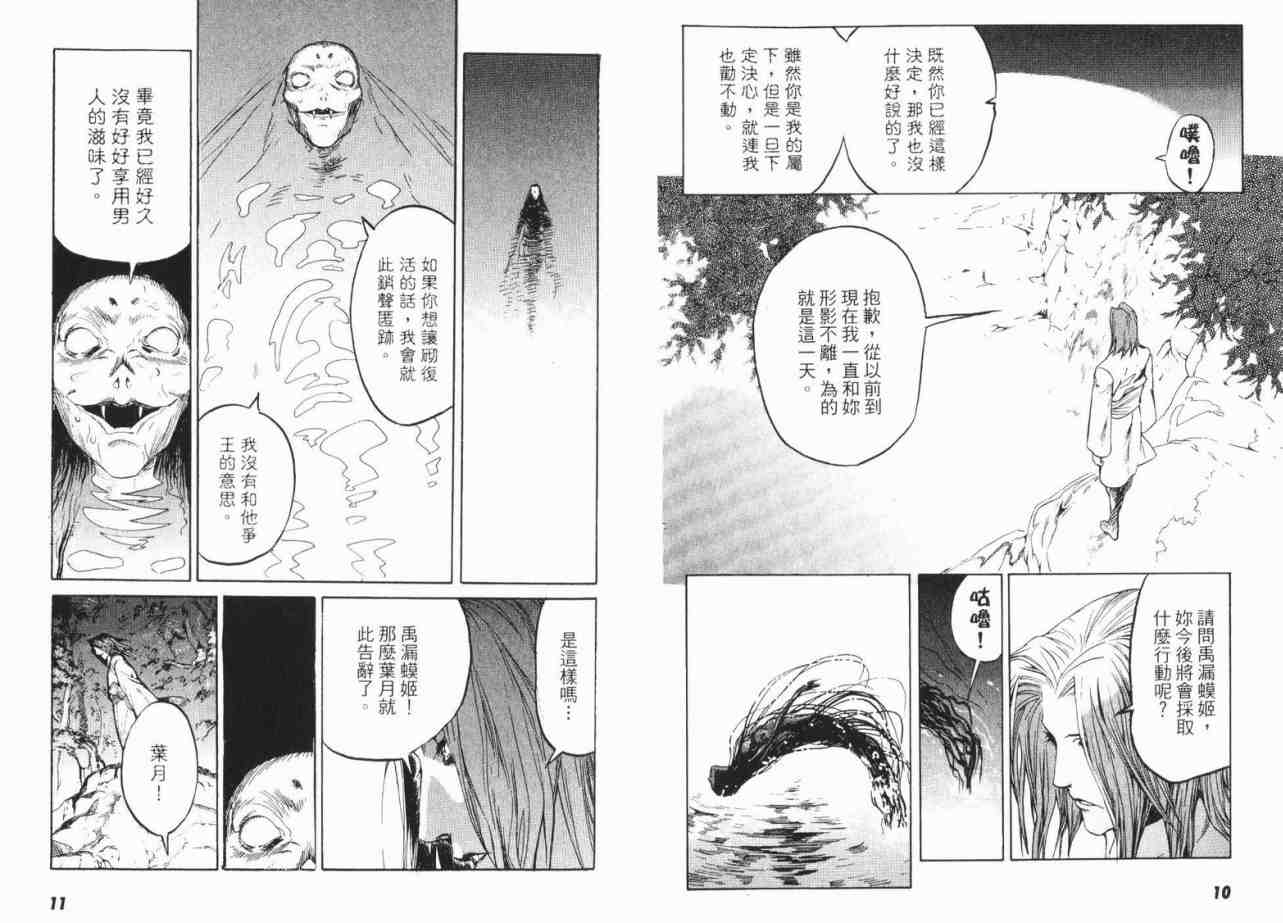 既然你已經這樣
決定，那我也沒
什麼好說的了。
雖然你是我的屬
下，但是一旦下
定決心，就連我
也勸不動。
噗嚕！
抱歉，從以前到
現在我一直和妳
形影不離，為的
就是這一天。
請問禹漏蟆姬，
妳今後將會採取
什麼行動呢？
咕嚕！
10
如果你想讓砌復
活的話，我會就
此銷聲匿跡。
我沒有和他爭
王的意思。
畢竟我已經好久
沒有好好享用男
人的滋味了。
是這樣嗎…
禹漏蟆姬！
那麼葉月就
此告辭了。
葉月！
11